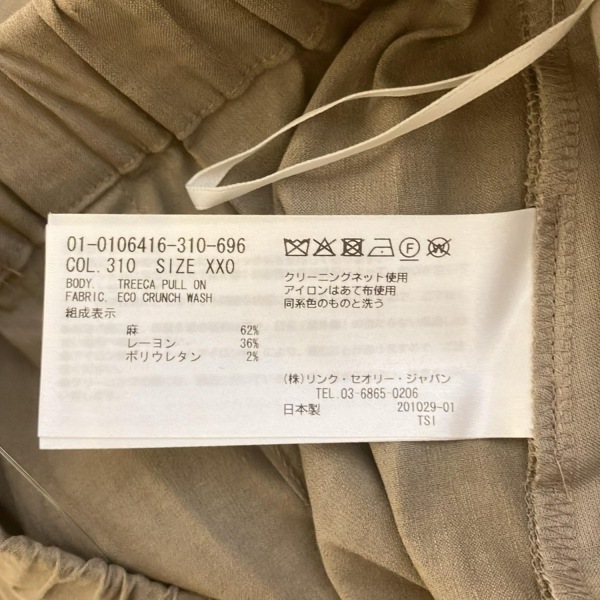 01-0106416-310-696
COL. 310 SIZE XXO
BODY. TREECA PULL ON
FABRIC. ECO CRUNCH WASH
組成表示
麻 62%
レーヨン 36%
ポリウレタン 2%
クリーニングネット使用
アイロンはあて布使用
同系色のものと洗う
(株)リンク・セオリー・ジャパン
TEL.03-6865-0206
日本製 201029-01
TSI